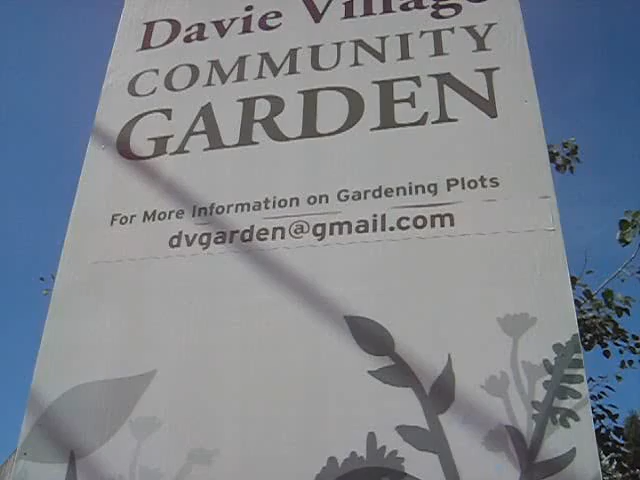 Davie Village
COMMUNITY
GARDEN
For More Information on Gardening Plots
dvgarden@gmail.com